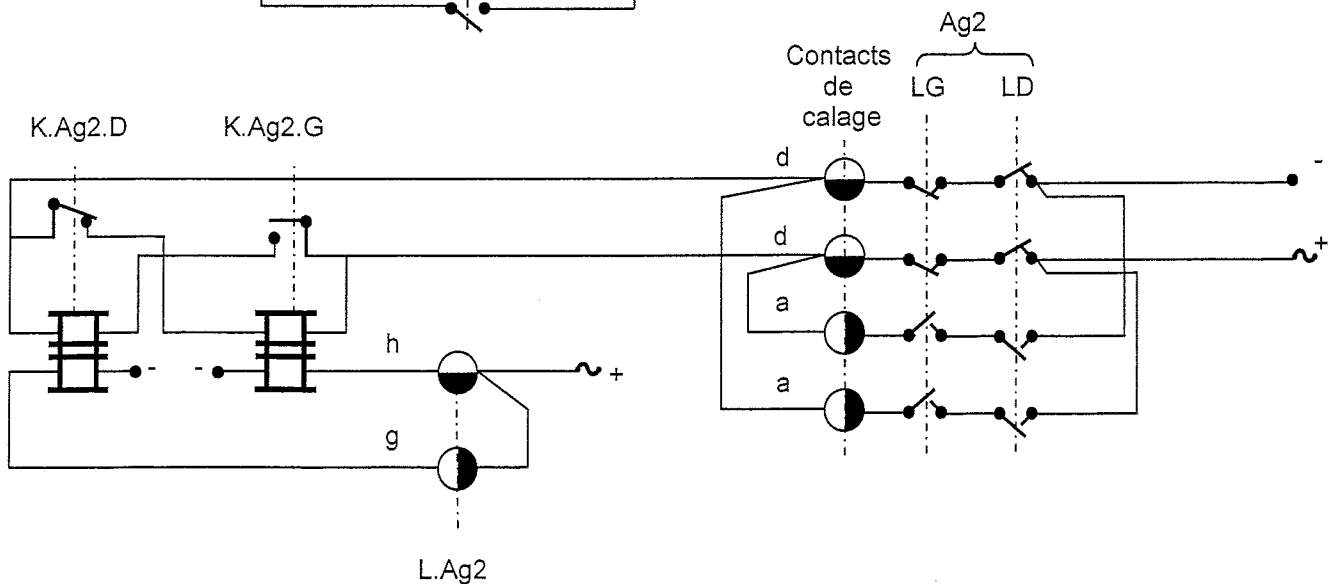 Ag2
Contacts
de
calage
LG LD
K.Ag2.D K.Ag2.G
d
-
d
+
a
h
- -
+
a
g
L.Ag2